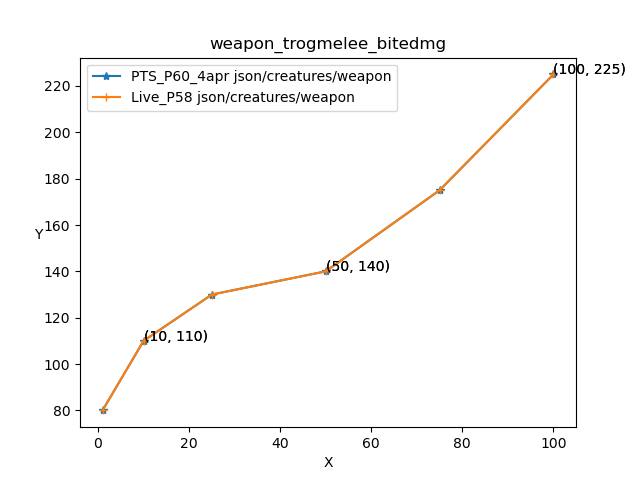 weapon_trogmelee_bitedmg
PTS_P60_4apr json/creatures/weapon
Live_P58 json/creatures/weapon
(100, 225)
220
200
180
160
Y
140
(50, 140)
120
(10, 110)
100
80
0 20 40 60 80 100
X